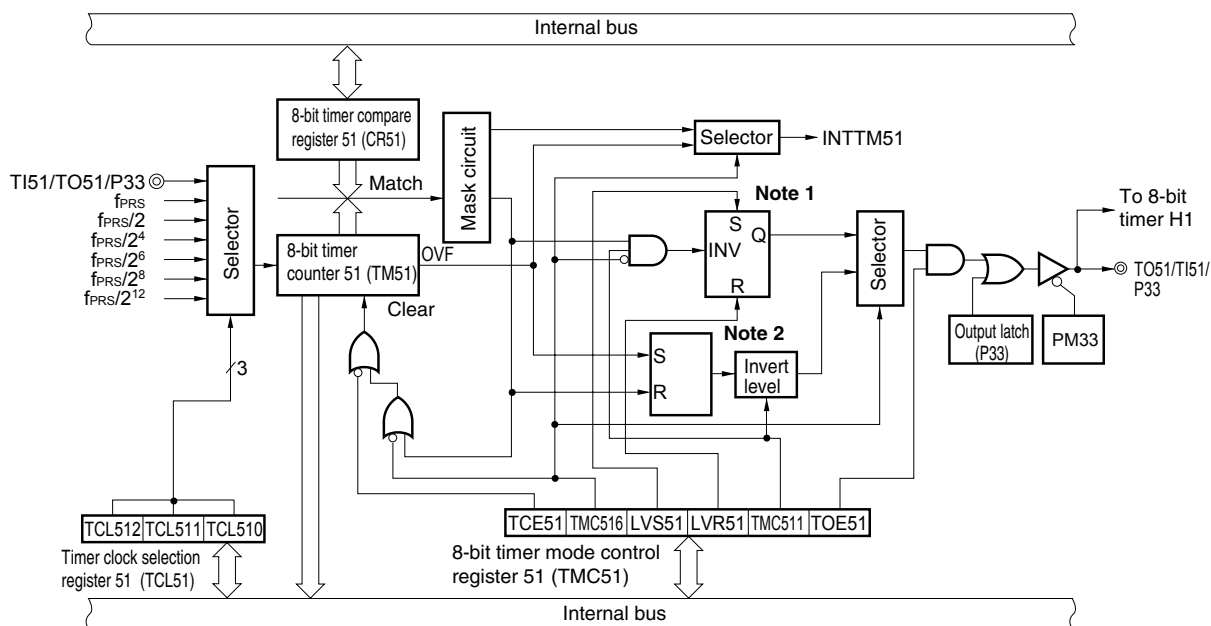 Internal bus
8-bit timer compare
register 51 (CR51)
Mask circuit
Selector
INTTM51
TI51/TO51/P33
fPRS
fPRS/2
fPRS/2⁴
fPRS/2⁶
fPRS/2⁸
fPRS/2¹²
Selector
Match
8-bit timer
counter 51 (TM51)
OVF
Clear
3
Note 1
S
INV
Q
R
Note 2
S
R
Invert
level
Selector
To 8-bit
timer H1
TO51/TI51/
P33
Output latch
(P33)
PM33
TCL512 TCL511 TCL510
Timer clock selection
register 51 (TCL51)
TCE51 TMC516 LVS51 LVR51 TMC511 TOE51
8-bit timer mode control
register 51 (TMC51)
Internal bus